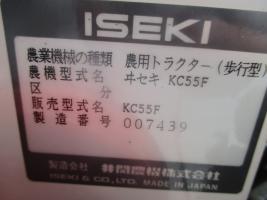 ISEKI
農業機械の種類 農用トラクター(歩行型)
農機型式名 ヰセキ KC55F
区分
販売型式名 KC55F
製造番号 007439
製造会社 井関農機株式会社
ISEKI & CO., LTD. MADE IN JAPAN